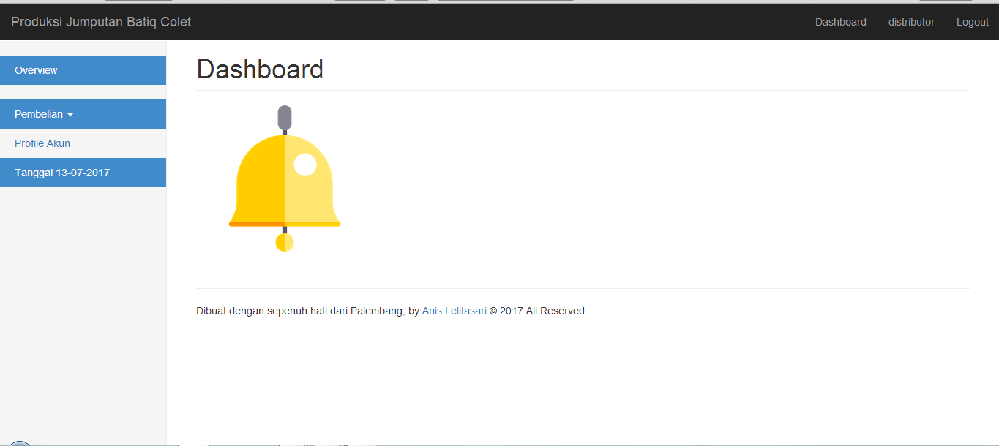 Produksi Jumputan Batiq Colet
Dashboard distributor Logout
Overview
Pembelian
Profile Akun
Tanggal 13-07-2017
Dashboard
Dibuat dengan sepenuh hati dari Palembang, by Anis Lelitasari © 2017 All Reserved